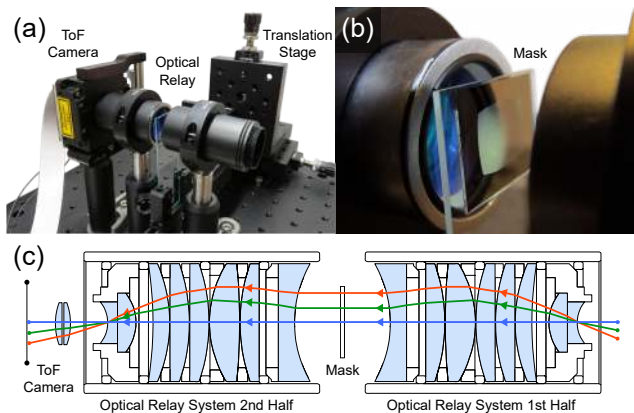 (a)
ToF
Camera
Optical
Relay
Translation
Stage
(b)
Mask
(c)
ToF
Camera
Mask
Optical Relay System 2nd Half
Optical Relay System 1st Half